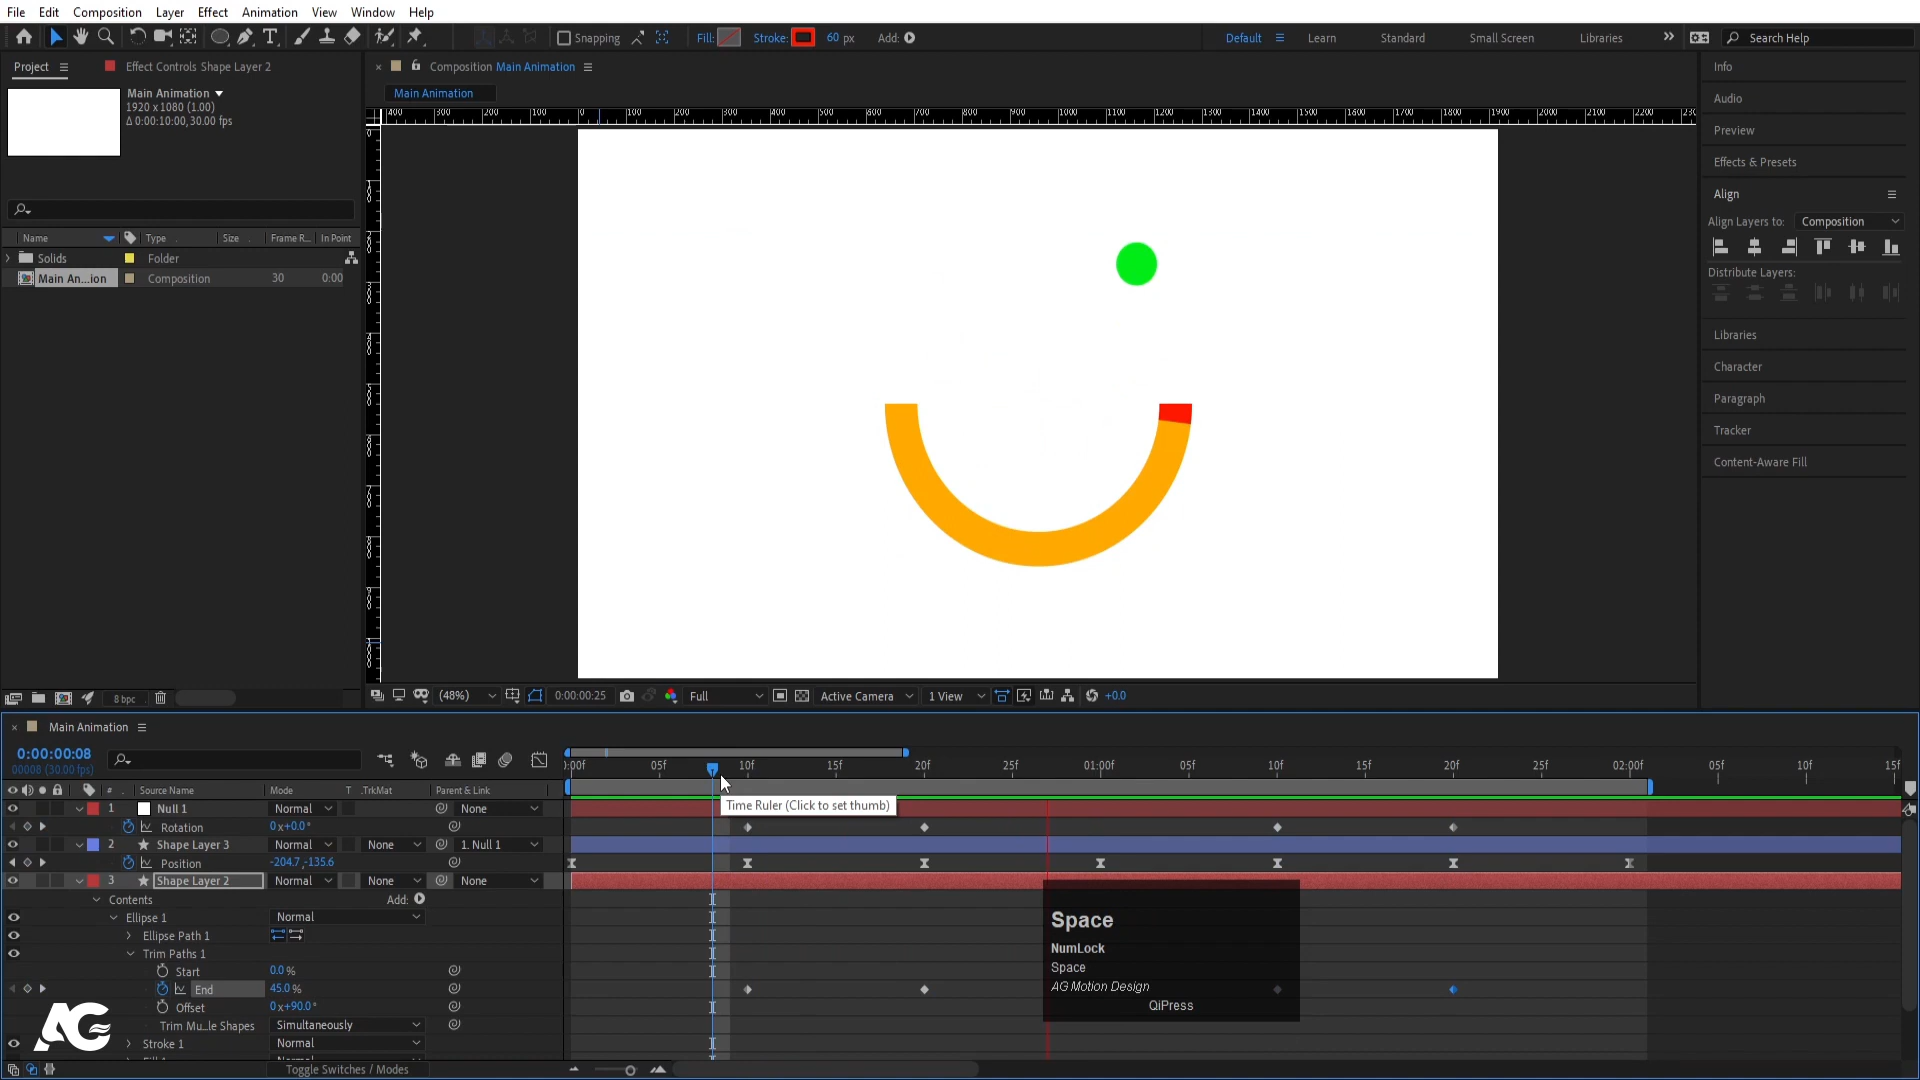 File Edit Composition Layer Effect Animation View Window Help
Snapping Fill: Stroke: 60 px Add: Default Learn Standard Small Screen Libraries Search Help
Project Effect Controls Shape Layer 2
Composition Main Animation
Main Animation
1920 x 1080 (1.00)
Δ 0:00:10:00, 30.00 fps
Main Animation
Name Type Size Frame R... In Point
Solids Folder
Main An...ion Composition 30 0:00
Info
Audio
Preview
Effects & Presets
Align
Align Layers to: Composition
Distribute Layers:
Libraries
Character
Paragraph
Tracker
Content-Aware Fill
8 bpc
(48%) 0:00:00:25 Full Active Camera 1 View +0.0
Main Animation
0:00:00:08
00008 (30.00 fps)
):00f 05f 10f 15f 20f 25f 01:00f 05f 10f 15f 20f 25f 02:00f 05f 10f 15f
# Source Name Mode T .TrkMat Parent & Link
Time Ruler (Click to set thumb)
1 Null 1 Normal None
Rotation 0x+0.0°
2 Shape Layer 3 Normal None 1. Null 1
Position -204.7,-135.6
3 Shape Layer 2 Normal None None
Contents Add:
Ellipse 1 Normal
Ellipse Path 1
Trim Paths 1
Start 0.0 %
End 45.0 %
Offset 0x+90.0°
Trim Mu...le Shapes Simultaneously
Stroke 1 Normal
Toggle Switches / Modes
Space
NumLock
Space
AG Motion Design
QiPress
AG